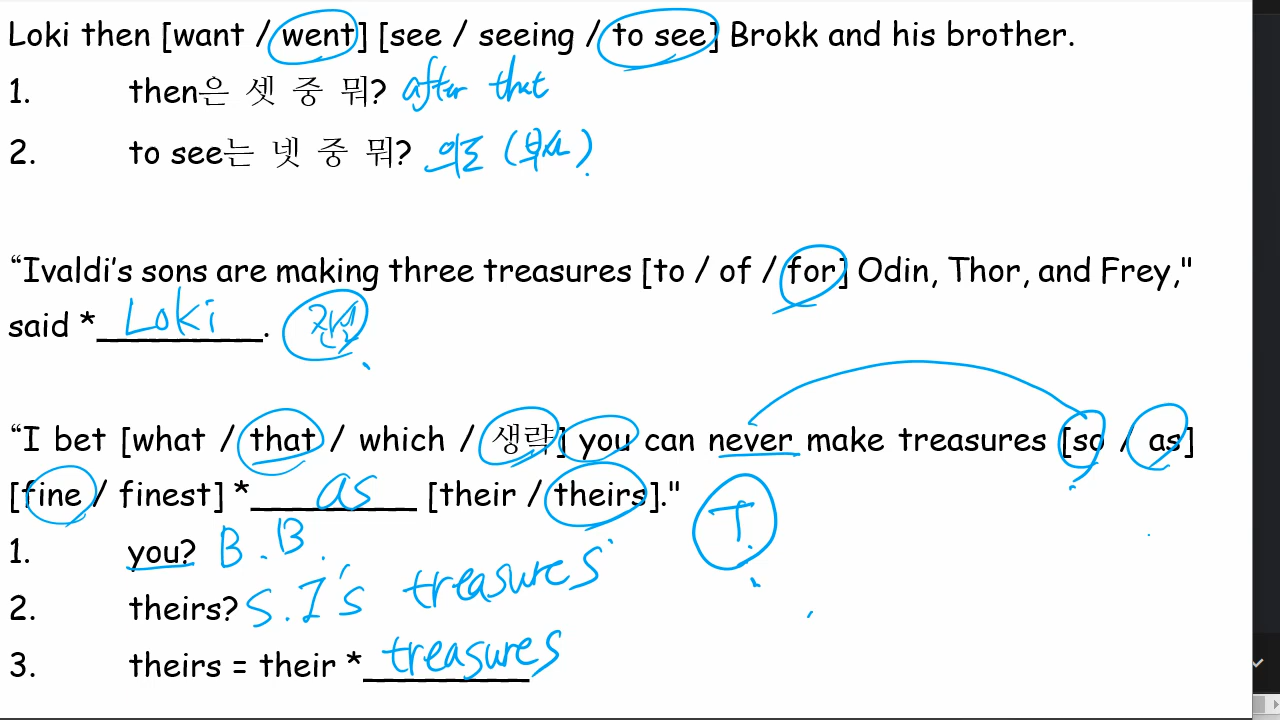 Loki then [want / went] [see / seeing / to see] Brokk and his brother.
1. then은 셋 중 뭐? after that
2. to see는 넷 중 뭐? 의도 (부사)
“Ivaldi’s sons are making three treasures [to / of / for] Odin, Thor, and Frey,"
said *Loki.
“I bet [what / that / which / 생략] you can never make treasures [so / as]
[fine / finest] *as [their / theirs]." T.
1. you? B.B.
2. theirs? S.I's treasures
3. theirs = their *treasures